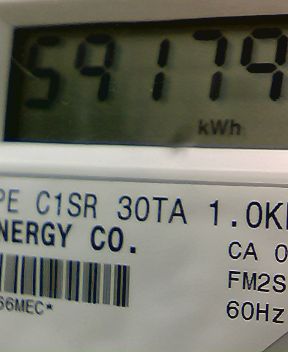 59179
kWh
PE C1SR 30TA 1.0K
NERGY CO.
CA 0
FM2S
66MEC*
60Hz